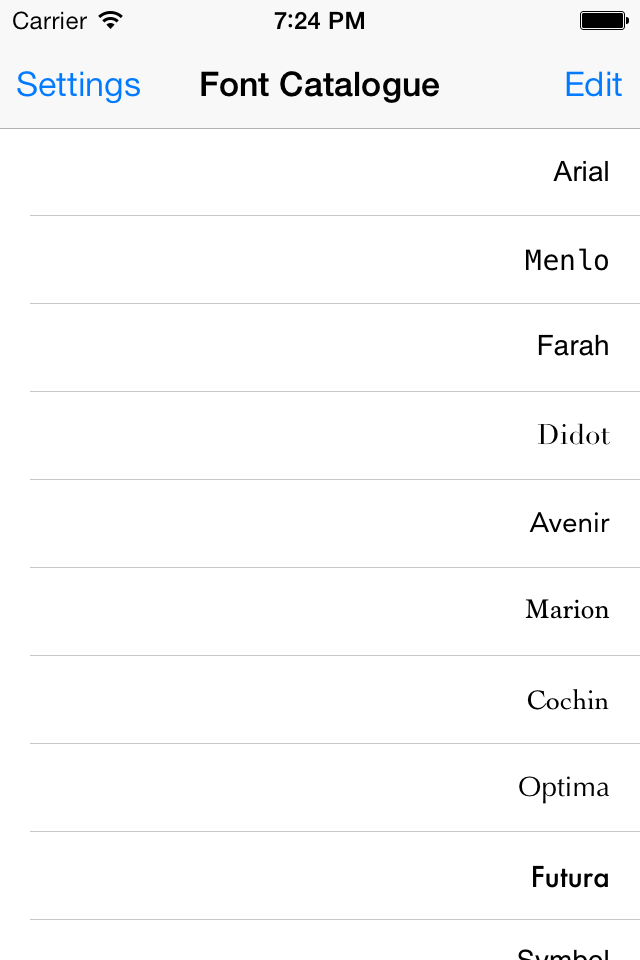 Carrier 7:24 PM
Settings Font Catalogue Edit
Arial
Menlo
Farah
Didot
Avenir
Marion
Cochin
Optima
Futura
Symbol